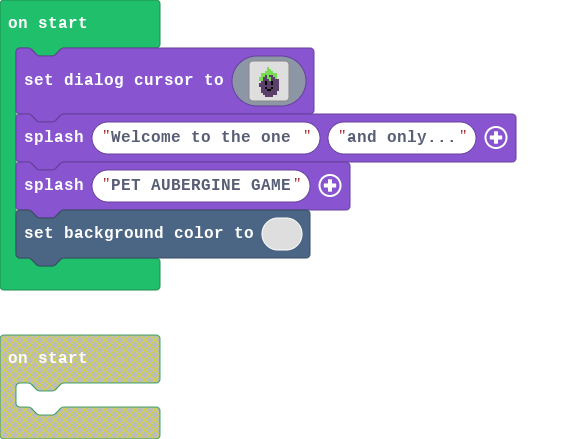 on start
set dialog cursor to
splash "Welcome to the one " "and only..."
splash "PET AUBERGINE GAME"
set background color to
on start